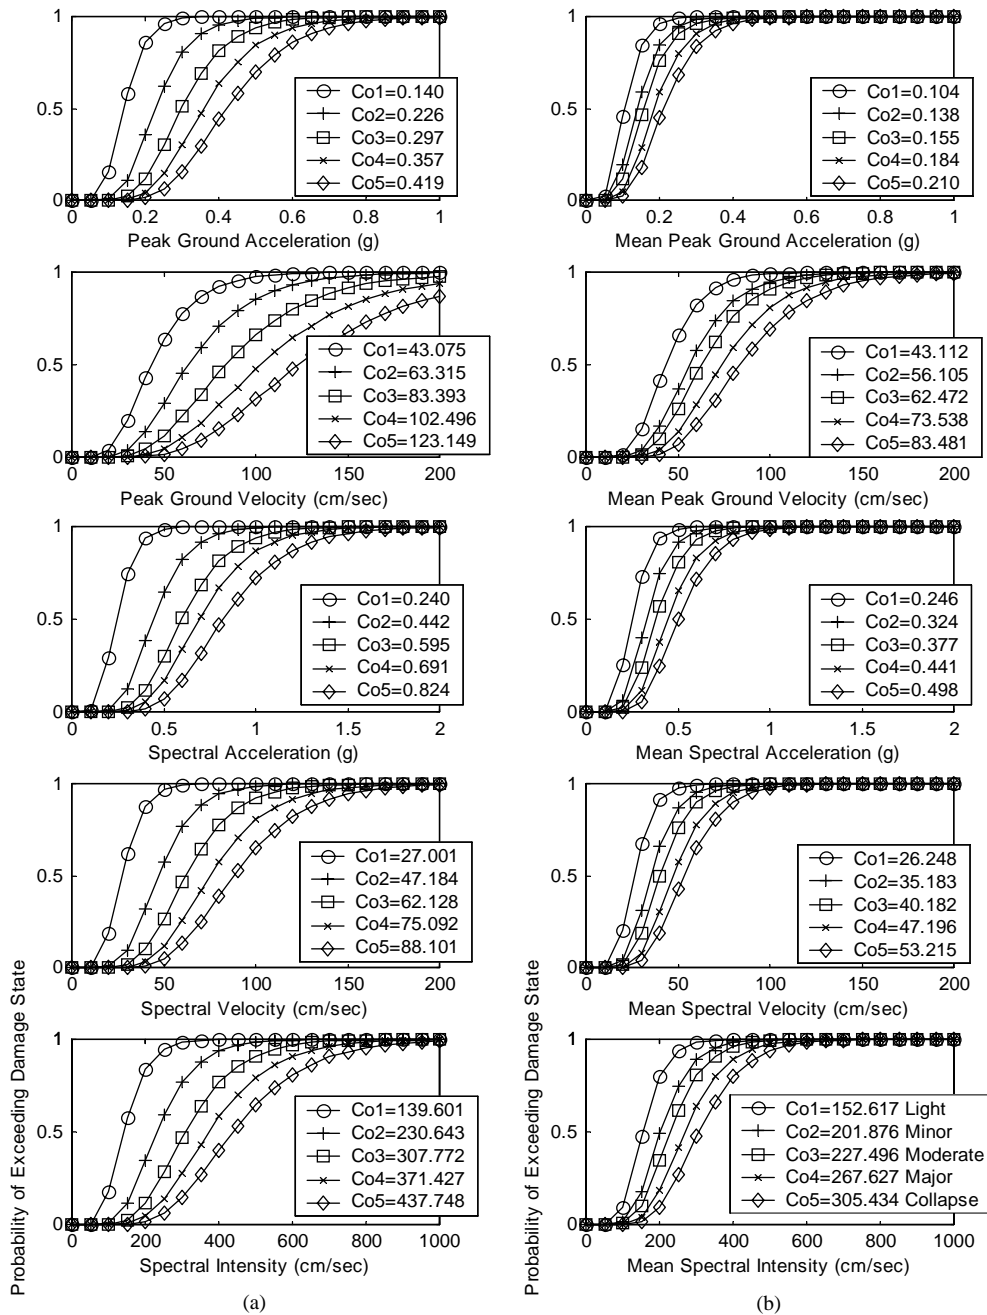 1
0.5
0
Co1=0.140
Co2=0.226
Co3=0.297
Co4=0.357
Co5=0.419
0 0.2 0.4 0.6 0.8 1
Peak Ground Acceleration (g)
1
0.5
0
Co1=0.104
Co2=0.138
Co3=0.155
Co4=0.184
Co5=0.210
0 0.2 0.4 0.6 0.8 1
Mean Peak Ground Acceleration (g)
1
0.5
0
Co1=43.075
Co2=63.315
Co3=83.393
Co4=102.496
Co5=123.149
0 50 100 150 200
Peak Ground Velocity (cm/sec)
1
0.5
0
Co1=43.112
Co2=56.105
Co3=62.472
Co4=73.538
Co5=83.481
0 50 100 150 200
Mean Peak Ground Velocity (cm/sec)
1
0.5
0
Co1=0.240
Co2=0.442
Co3=0.595
Co4=0.691
Co5=0.824
0 0.5 1 1.5 2
Spectral Acceleration (g)
1
0.5
0
Co1=0.246
Co2=0.324
Co3=0.377
Co4=0.441
Co5=0.498
0 0.5 1 1.5 2
Mean Spectral Acceleration (g)
1
0.5
0
Co1=27.001
Co2=47.184
Co3=62.128
Co4=75.092
Co5=88.101
0 50 100 150 200
Spectral Velocity (cm/sec)
1
0.5
0
Co1=26.248
Co2=35.183
Co3=40.182
Co4=47.196
Co5=53.215
0 50 100 150 200
Mean Spectral Velocity (cm/sec)
Probability of Exceeding Damage State
1
0.5
0
Co1=139.601
Co2=230.643
Co3=307.772
Co4=371.427
Co5=437.748
0 200 400 600 800 1000
Spectral Intensity (cm/sec)
(a)
Probability of Exceeding Damage State
1
0.5
0
Co1=152.617 Light
Co2=201.876 Minor
Co3=227.496 Moderate
Co4=267.627 Major
Co5=305.434 Collapse
0 200 400 600 800 1000
Mean Spectral Intensity (cm/sec)
(b)